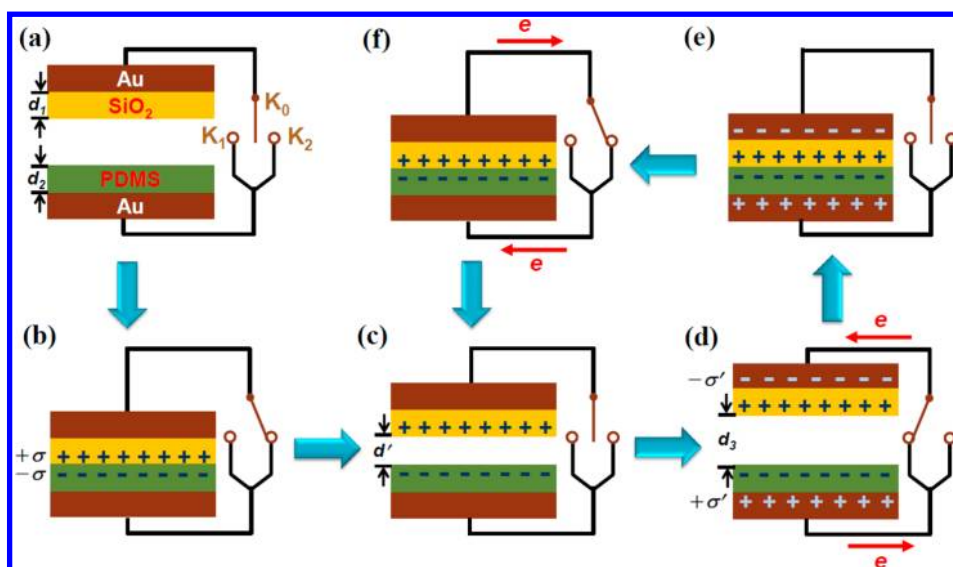 (a)
Au
d1
SiO2
K0
K1
K2
d2
PDMS
Au
(f)
e
+ + + + + + + +
- - - - - - -
e
(e)
- - - - - - -
+ + + + + + + +
- - - - - - -
+ + + + + + +
(b)
+σ + + + + + + + +
-σ - - - - - - -
(c)
+ + + + + + + +
d'
- - - - - - -
(d)
e
-σ' - - - - - - -
+ + + + + + + +
d3
- - - - - - -
+σ' + + + + + + +
e